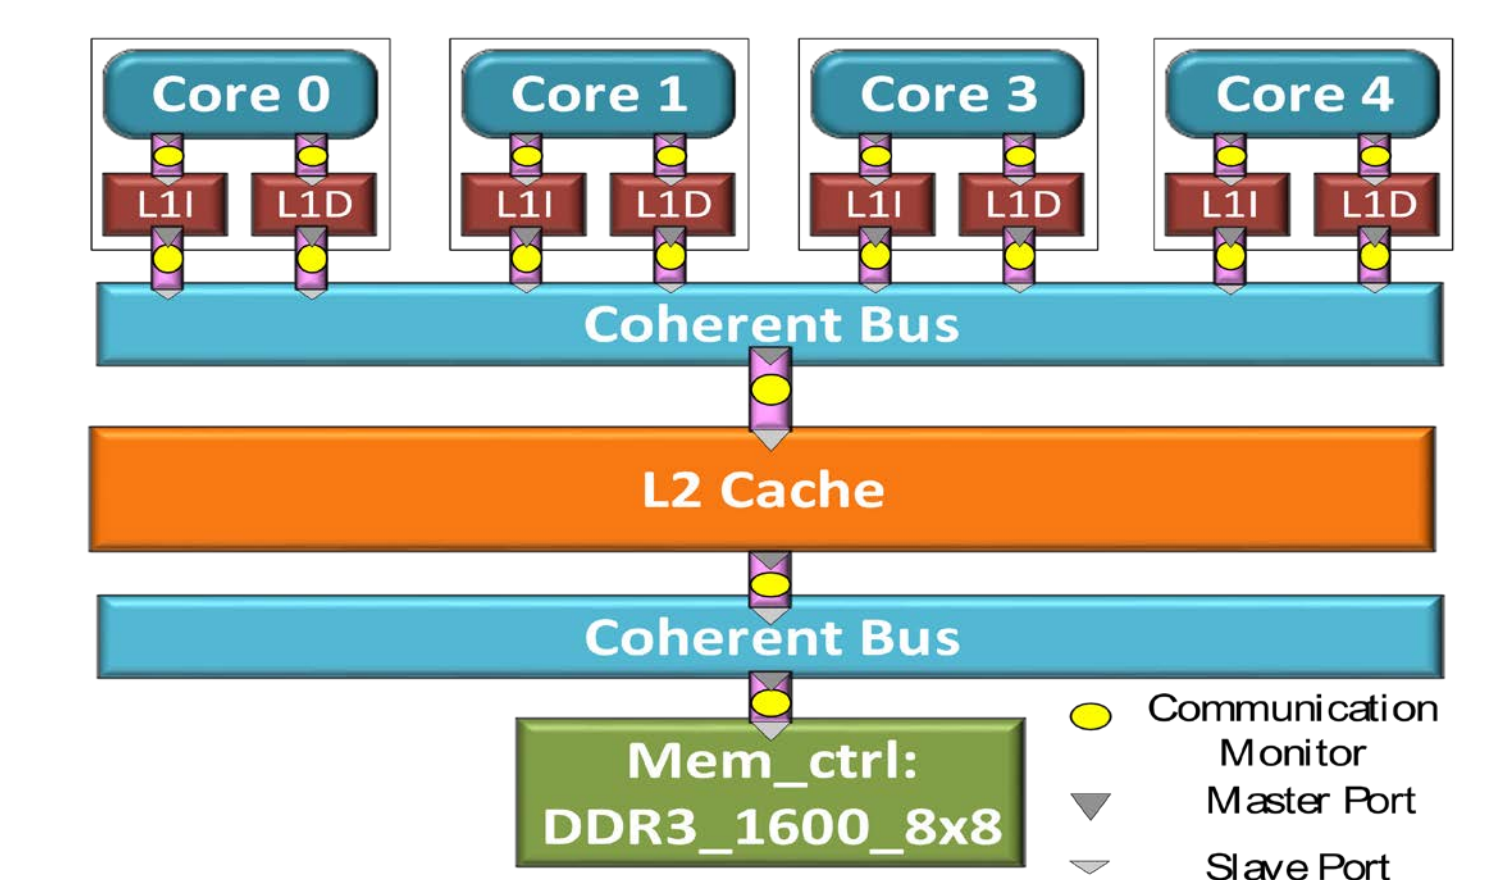 Core 0
Core 1
Core 3
Core 4
L1I
L1D
L1I
L1D
L1I
L1D
L1I
L1D
Coherent Bus
L2 Cache
Coherent Bus
Mem_ctrl:
DDR3_1600_8x8
Communication
Monitor
Master Port
Slave Port